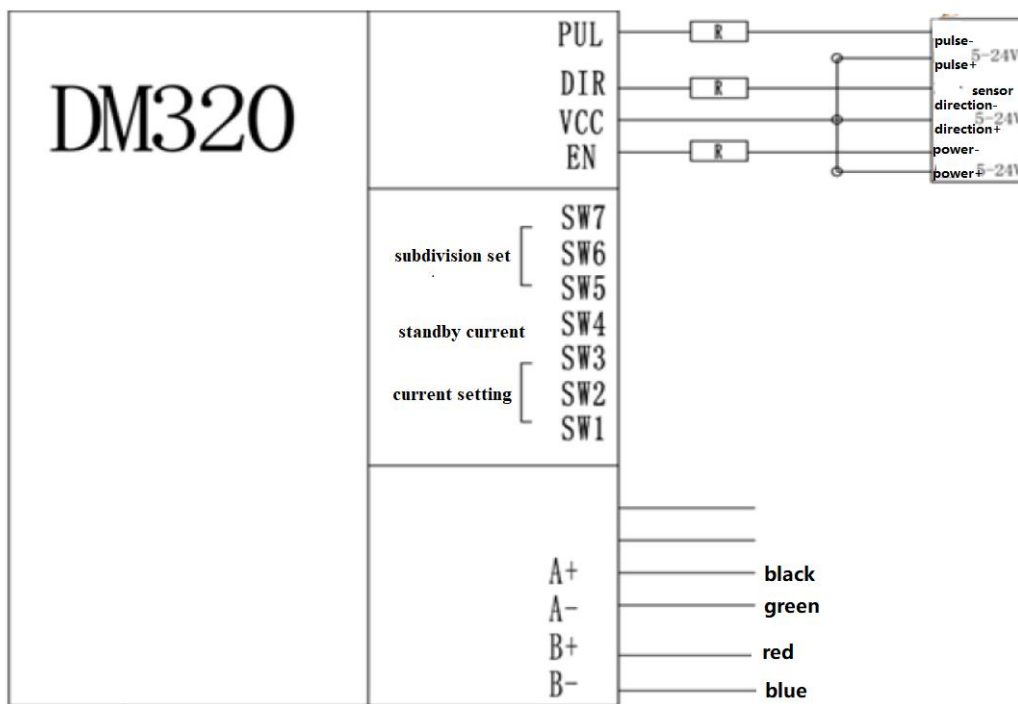 DM320
PUL
DIR
VCC
EN
R
R
R
pulse-
5-24V
pulse+
sensor
direction-
5-24V
direction+
power-
power+
5-24V
SW7
subdivision set
SW6
SW5
standby current
SW4
SW3
current setting
SW2
SW1
A+
black
A-
green
B+
red
B-
blue